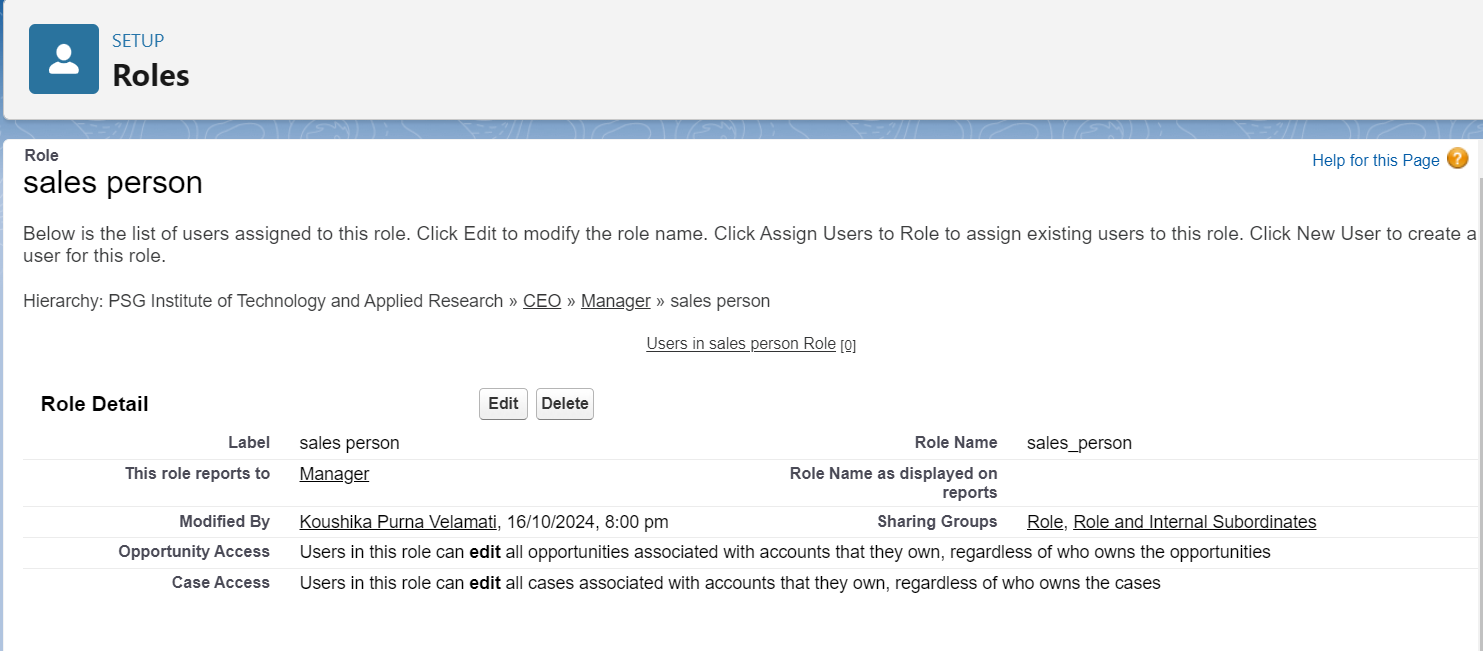 SETUP
Roles
Role
sales person
Help for this Page ?
Below is the list of users assigned to this role. Click Edit to modify the role name. Click Assign Users to Role to assign existing users to this role. Click New User to create a
user for this role.
Hierarchy: PSG Institute of Technology and Applied Research » CEO » Manager » sales person
Users in sales person Role [0]
Role Detail
Edit Delete
Label sales person Role Name sales_person
This role reports to Manager Role Name as displayed on
reports
Modified By Koushika Purna Velamati, 16/10/2024, 8:00 pm Sharing Groups Role, Role and Internal Subordinates
Opportunity Access Users in this role can edit all opportunities associated with accounts that they own, regardless of who owns the opportunities
Case Access Users in this role can edit all cases associated with accounts that they own, regardless of who owns the cases